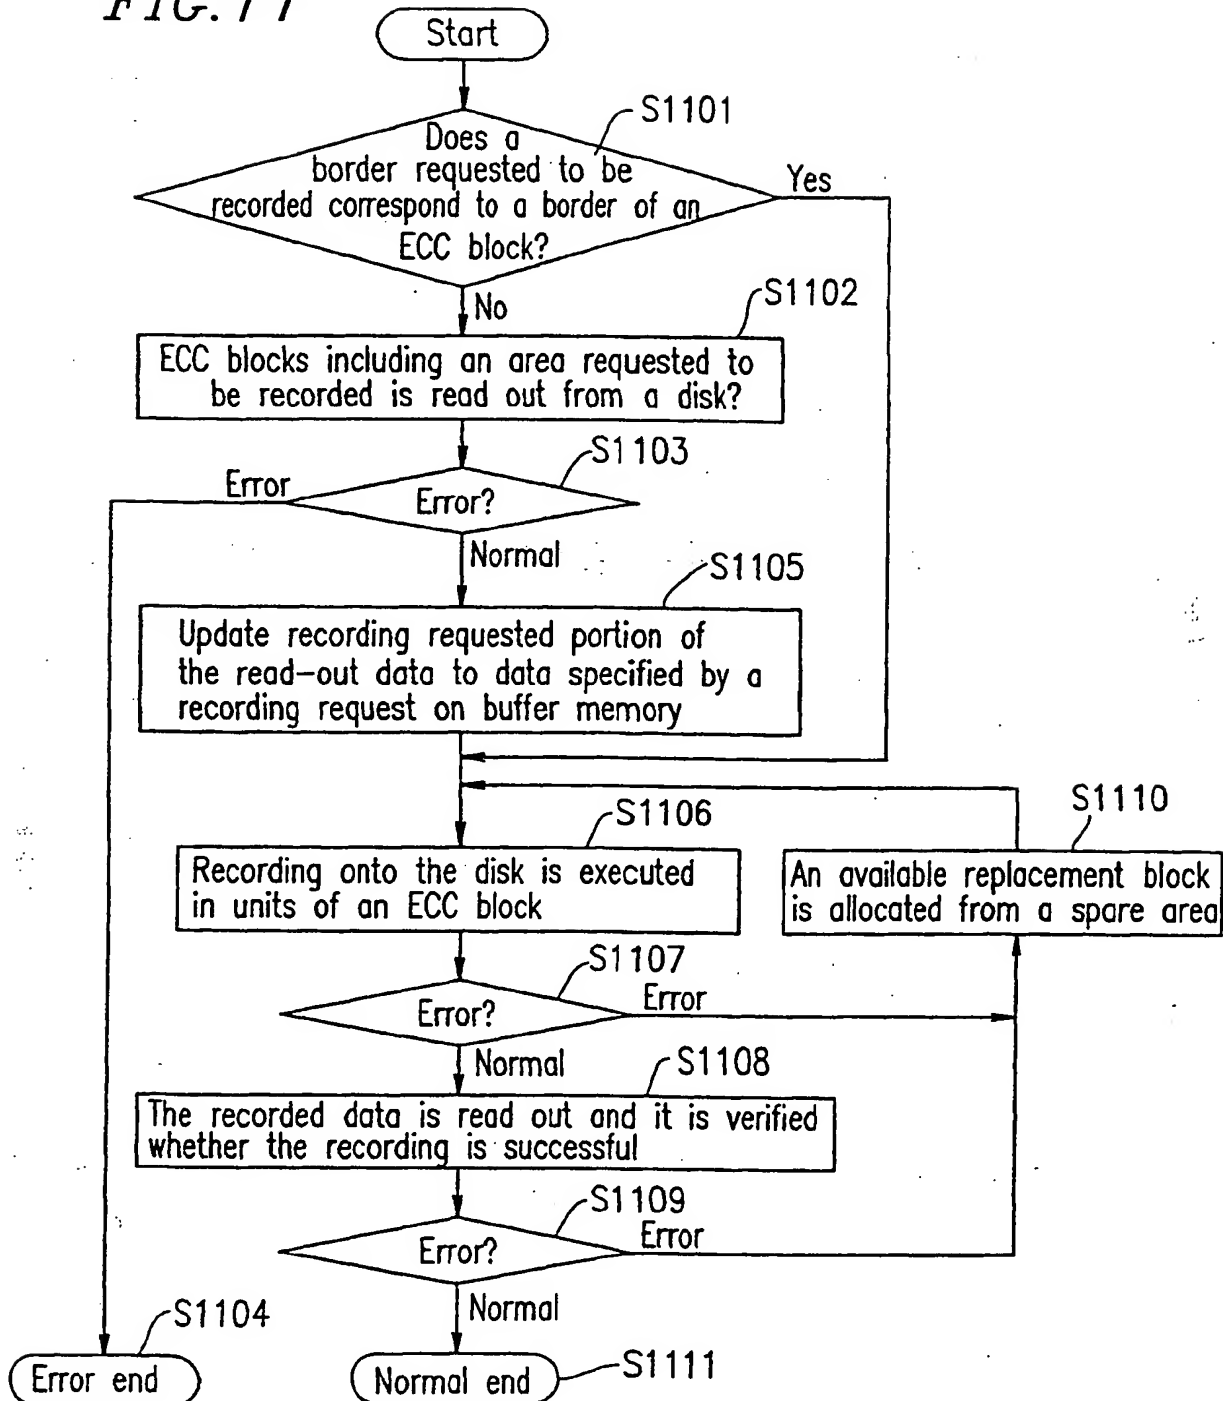 FIG. 11
Start
S1101
Does a
border requested to be
recorded correspond to a border of an
ECC block?
Yes
No
S1102
ECC blocks including an area requested to
be recorded is read out from a disk?
S1103
Error
Error?
Normal
S1105
Update recording requested portion of
the read-out data to data specified by a
recording request on buffer memory
S1106
S1110
Recording onto the disk is executed
in units of an ECC block
An available replacement block
is allocated from a spare area
S1107
Error?
Error
Normal
S1108
The recorded data is read out and it is verified
whether the recording is successful
S1109
Error?
Error
Normal
S1104
Error end
Normal end
S1111